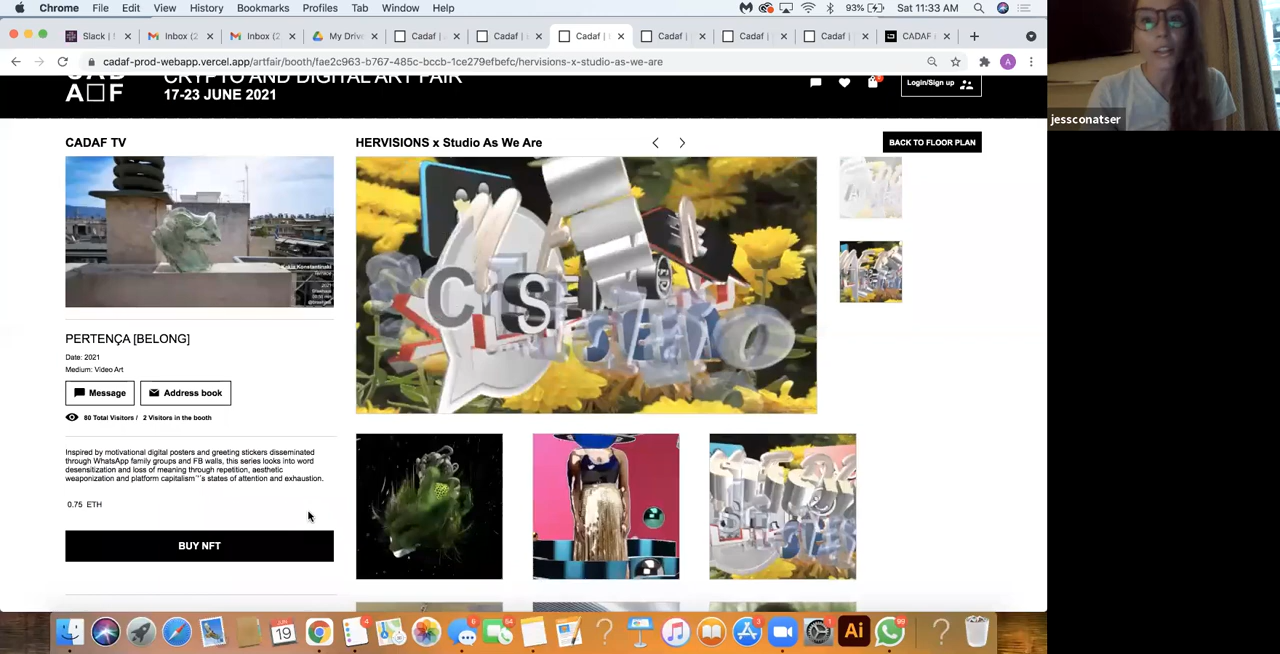 Chrome File Edit View History Bookmarks Profiles Tab Window Help
93% Sat 11:33 AM
Slack | Inbox (2 Inbox (2 My Drive Cadaf | Cadaf | Cadaf | Cadaf | Cadaf | Cadaf | CADAF
cadaf-prod-webapp.vercel.app/artfair/booth/fae2c963-b767-485c-bccb-1ce279efbefc/hervisions-x-studio-as-we-are
CRYPTO AND DIGITAL ART FAIR
17-23 JUNE 2021
Login/Sign up
jessconatser
CADAF TV
HERVISIONS x Studio As We Are
BACK TO FLOOR PLAN
PERTENÇA [BELONG]
Date: 2021
Medium: Video Art
Message Address book
80 Total Visitors / 2 Visitors in the booth
Inspired by motivational digital posters and greeting stickers disseminated
through WhatsApp family groups and FB walls, this series looks into word
desensitization and loss of meaning through repetition, aesthetic
weaponization and platform capitalism™'s states of attention and exhaustion.
0.75 ETH
BUY NFT
JUN
19
Ai